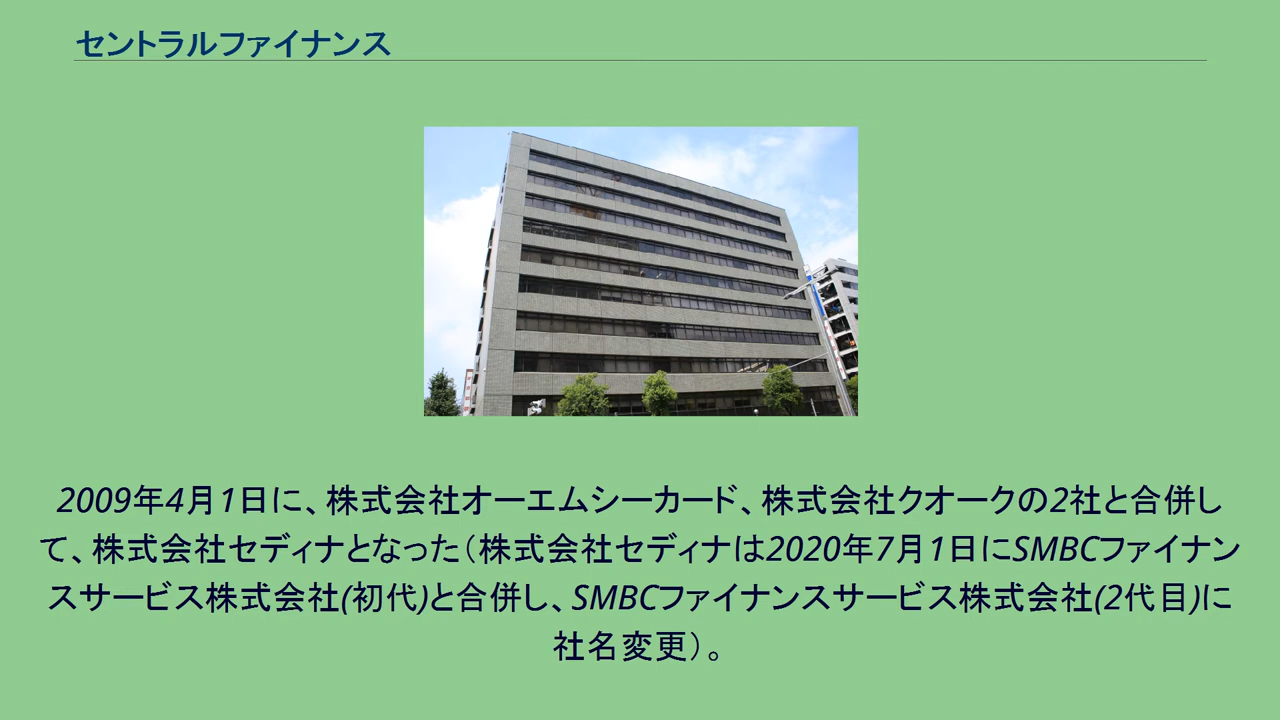 セントラルファイナンス
2009年4月1日に、株式会社オーエムシーカード、株式会社クオークの2社と合併し
て、株式会社セディナとなった（株式会社セディナは2020年7月1日にSMBCファイナン
スサービス株式会社(初代)と合併し、SMBCファイナンスサービス株式会社(2代目)に
社名変更）。